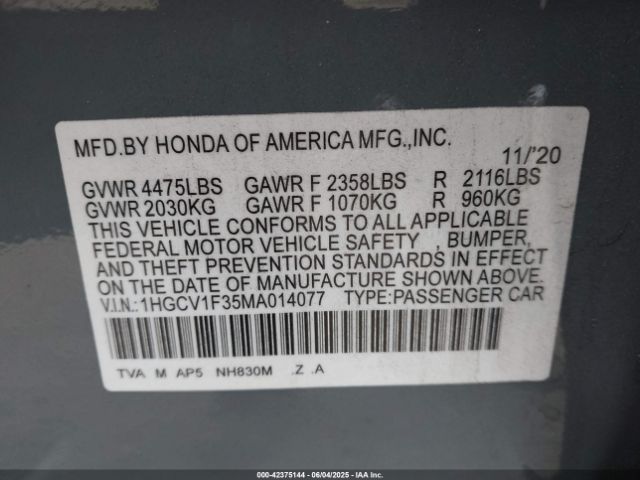 MFD.BY HONDA OF AMERICA MFG.,INC.
11/'20
GVWR 4475LBS GAWR F 2358LBS R 2116LBS
GVWR 2030KG GAWR F 1070KG R 960KG
THIS VEHICLE CONFORMS TO ALL APPLICABLE
FEDERAL MOTOR VEHICLE SAFETY , BUMPER,
AND THEFT PREVENTION STANDARDS IN EFFECT
ON THE DATE OF MANUFACTURE SHOWN ABOVE.
V.I.N.: 1HGCV1F35MA014077 TYPE:PASSENGER CAR
TVA M AP5 NH830M .Z .A
000-42375144 - 06/04/2025 - IAA Inc.